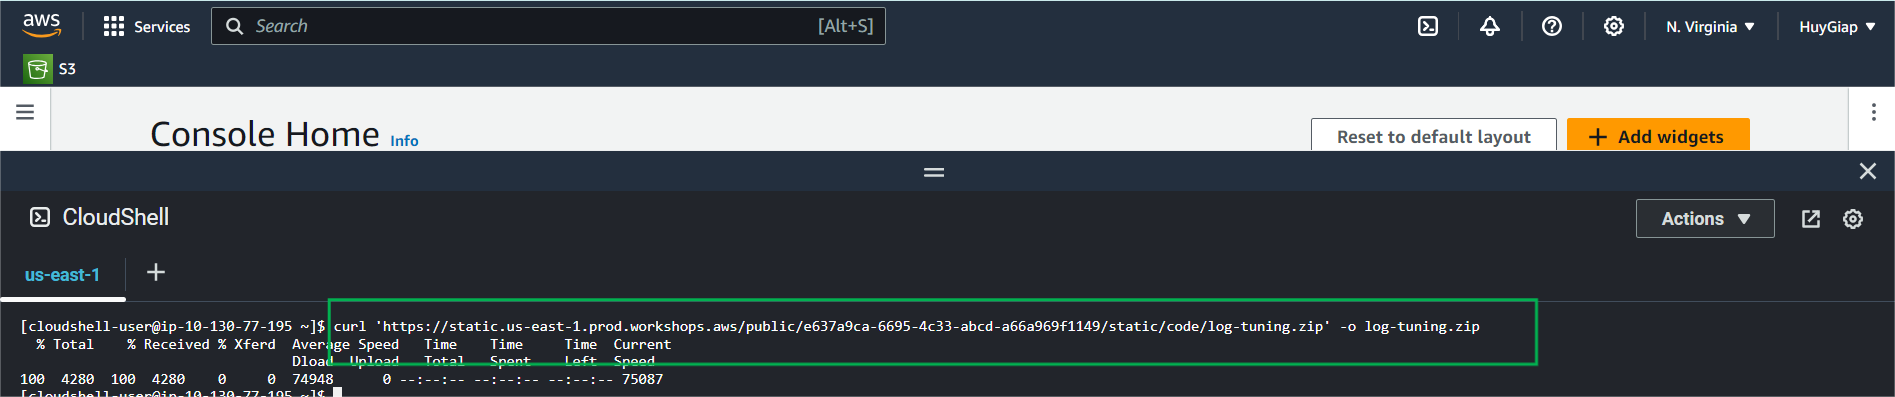 aws Services Search [Alt+S] N. Virginia HuyGiap
S3
Console Home Info Reset to default layout + Add widgets
CloudShell Actions
us-east-1 +
[cloudshell-user@ip-10-130-77-195 ~]$ curl 'https://static.us-east-1.prod.workshops.aws/public/e637a9ca-6695-4c33-abcd-a66a969f1149/static/code/log-tuning.zip' -o log-tuning.zip
% Total % Received % Xferd Average Speed Time Time Time Current
Dload Upload Total Spent Left Speed
100 4280 100 4280 0 0 74948 0 --:--:-- --:--:-- --:--:-- 75087
[cloudshell-user@ip-10-130-77-195 ~]$